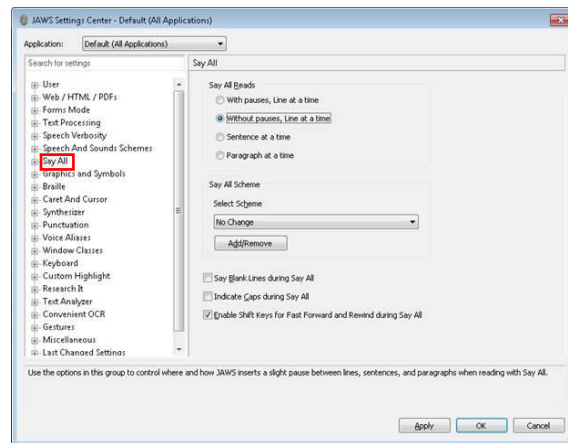 JAWS Settings Center - Default (All Applications)
Application: Default (All Applications)
Search for settings
User
Web / HTML / PDFs
Forms Mode
Text Processing
Speech Verbosity
Speech And Sounds Schemes
Say All
Graphics and Symbols
Braille
Caret And Cursor
Synthesizer
Punctuation
Voice Aliases
Window Classes
Keyboard
Custom Highlight
Research It
Text Analyzer
Convenient OCR
Gestures
Miscellaneous
Last Changed Settings
Say All
Say All Reads
With pauses, Line at a time
Without pauses, Line at a time
Sentence at a time
Paragraph at a time
Say All Scheme
Select Scheme
No Change
Add/Remove
Say Blank Lines during Say All
Indicate Caps during Say All
Enable Shift Keys for Fast Forward and Rewind during Say All
Use the options in this group to control where and how JAWS inserts a slight pause between lines, sentences, and paragraphs when reading with Say All.
Apply OK Cancel